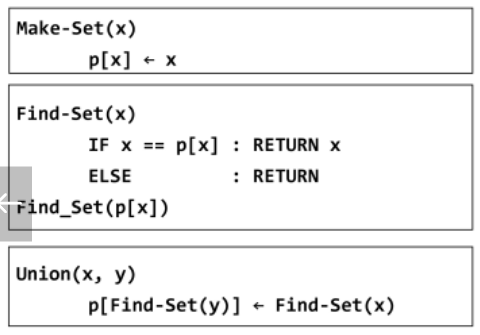 Make-Set(x)
p[x] ← x
Find-Set(x)
IF x == p[x] : RETURN x
ELSE : RETURN
Find_Set(p[x])
Union(x, y)
p[Find-Set(y)] ← Find-Set(x)